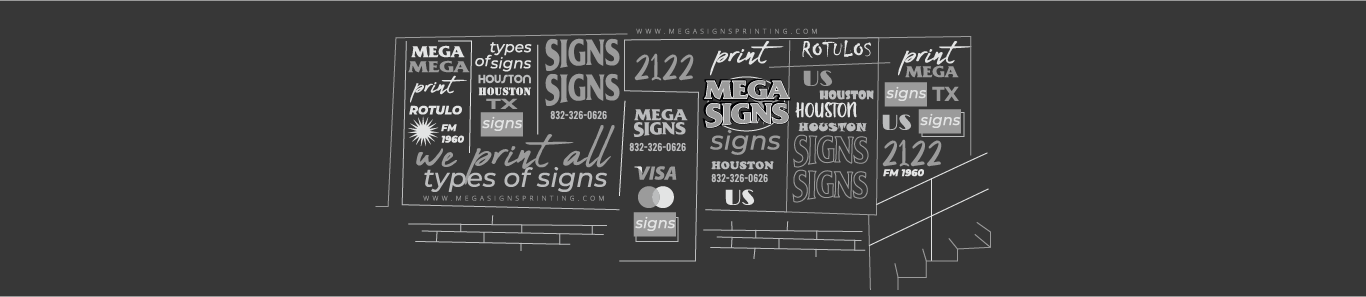 WWW.MEGASIGNSPRINTING.COM
MEGA
MEGA
print
ROTULO
FM
1960
types
of signs
HOUSTON
HOUSTON
TX
signs
SIGNS
SIGNS
832-326-0626
we print all
types of signs
WWW.MEGASIGNSPRINTING.COM
2122
MEGA
SIGNS
832-326-0626
VISA
signs
print
MEGA
SIGNS
signs
HOUSTON
832-326-0626
US
ROTULOS
US
HOUSTON
HOUSTON
HOUSTON
SIGNS
SIGNS
print
MEGA
signs TX
US signs
2122
FM 1960